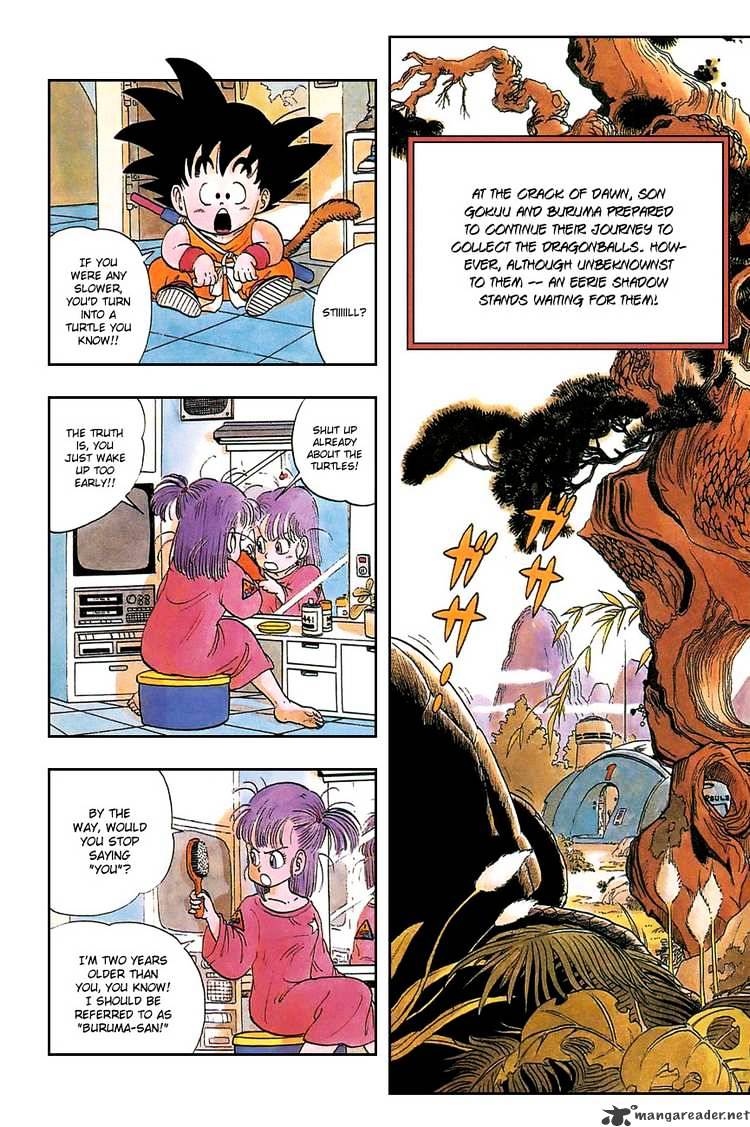 AT THE CRACK OF DAWN, SON
GOKUU AND BURUMA PREPARED
TO CONTINUE THEIR JOURNEY TO
COLLECT THE DRAGONBALLS. HOW-
EVER, ALTHOUGH UNBEKNOWNST
TO THEM -- AN EERIE SHADOW
STANDS WAITING FOR THEM!
ガサ
ガサ…
1
STIIIIILL?
IF YOU
WERE ANY
SLOWER,
YOU'D TURN
INTO A
TURTLE YOU
KNOW!!
SHUT UP
ALREADY
ABOUT THE
TURTLES!
THE TRUTH
IS, YOU
JUST WAKE
UP TOO
EARLY!!
BY THE
WAY, WOULD
YOU STOP
SAYING
"YOU"?
I'M TWO YEARS
OLDER THAN
YOU, YOU KNOW!
I SHOULD BE
REFERRED TO AS
"BURUMA-SAN!"
mangareader.net